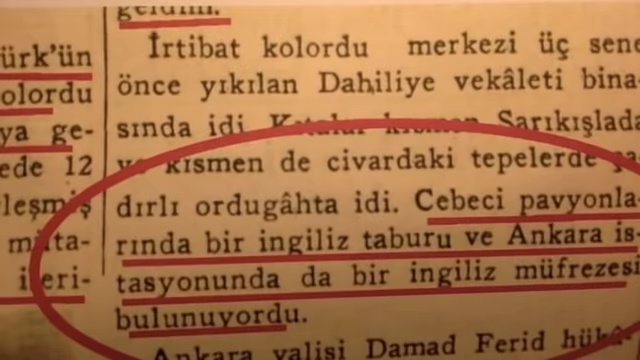 geldim.
ürk'ün
olordu
ya ge-
ede 12
leşmiş
müta-
ileri-
İrtibat kolordu merkezi üç sene
önce yıkılan Dahiliye vekâleti bina-
sında idi. Kıtalar kısmen Sarıkışlada
ve kısmen de civardaki tepelerde ça-
dırlı ordugâhta idi. Cebeci pavyonla-
rında bir ingiliz taburu ve Ankara is-
tasyonunda da bir ingiliz müfrezesi
bulunuyordu.
Ankara valisi Damad Ferid hükû-